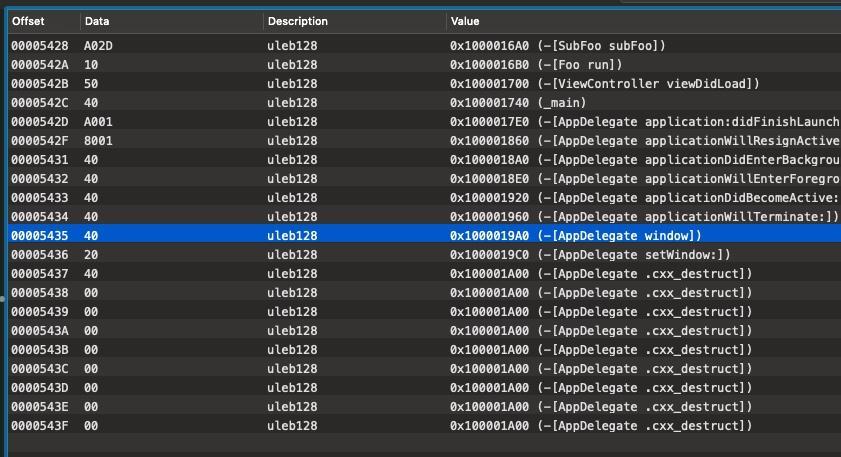 Offset Data Description Value
00005428 A02D uleb128 0x1000016A0 (-[SubFoo subFoo])
0000542A 10 uleb128 0x1000016B0 (-[Foo run])
0000542B 50 uleb128 0x100001700 (-[ViewController viewDidLoad])
0000542C 40 uleb128 0x100001740 (_main)
0000542D A001 uleb128 0x1000017E0 (-[AppDelegate application:didFinishLaunch
0000542F 8001 uleb128 0x100001860 (-[AppDelegate applicationWillResignActive
00005431 40 uleb128 0x1000018A0 (-[AppDelegate applicationDidEnterBackgrou
00005432 40 uleb128 0x1000018E0 (-[AppDelegate applicationWillEnterForegro
00005433 40 uleb128 0x100001920 (-[AppDelegate applicationDidBecomeActive:
00005434 40 uleb128 0x100001960 (-[AppDelegate applicationWillTerminate:])
00005435 40 uleb128 0x1000019A0 (-[AppDelegate window])
00005436 20 uleb128 0x1000019C0 (-[AppDelegate setWindow:])
00005437 40 uleb128 0x100001A00 (-[AppDelegate .cxx_destruct])
00005438 00 uleb128 0x100001A00 (-[AppDelegate .cxx_destruct])
00005439 00 uleb128 0x100001A00 (-[AppDelegate .cxx_destruct])
0000543A 00 uleb128 0x100001A00 (-[AppDelegate .cxx_destruct])
0000543B 00 uleb128 0x100001A00 (-[AppDelegate .cxx_destruct])
0000543C 00 uleb128 0x100001A00 (-[AppDelegate .cxx_destruct])
0000543D 00 uleb128 0x100001A00 (-[AppDelegate .cxx_destruct])
0000543E 00 uleb128 0x100001A00 (-[AppDelegate .cxx_destruct])
0000543F 00 uleb128 0x100001A00 (-[AppDelegate .cxx_destruct])